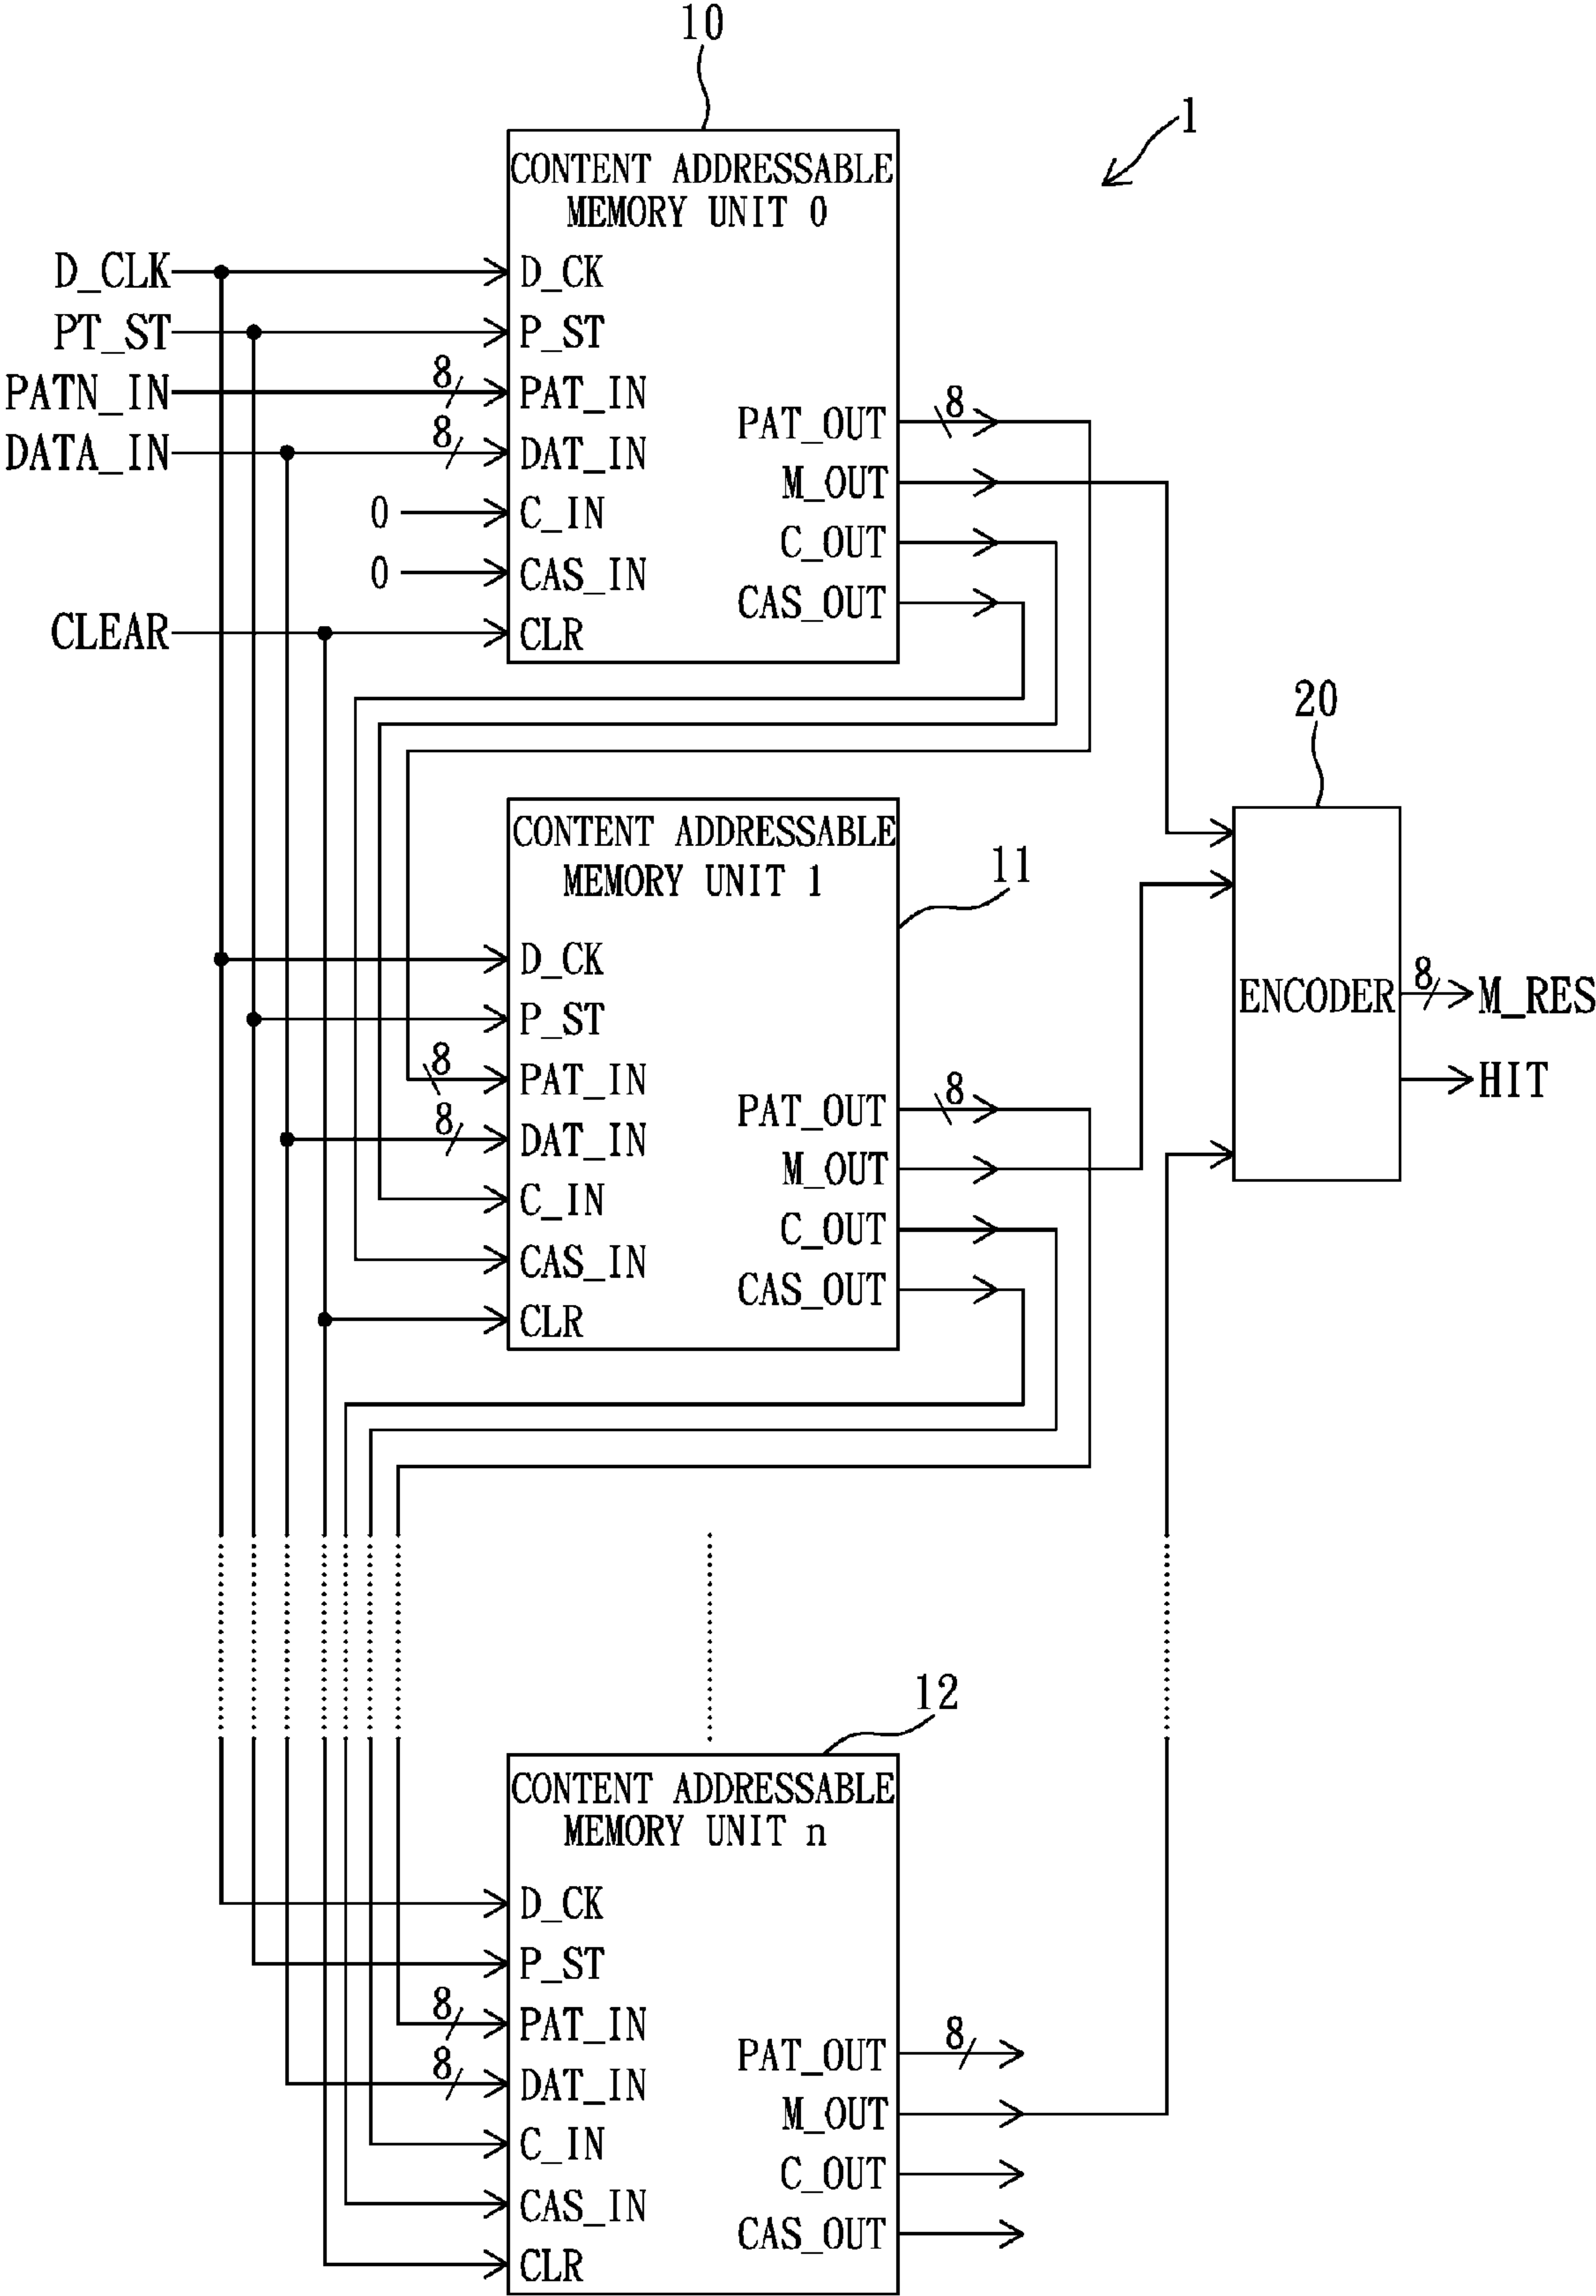 10
1
CONTENT ADDRESSABLE
MEMORY UNIT 0
D_CLK
D_CK
PT_ST
P_ST
PATN_IN
8
PAT_IN
DATA_IN
8
DAT_IN
0
C_IN
0
CAS_IN
CLEAR
CLR
PAT_OUT
8
M_OUT
C_OUT
CAS_OUT
20
CONTENT ADDRESSABLE
MEMORY UNIT 1
11
D_CK
P_ST
8
PAT_IN
8
DAT_IN
C_IN
CAS_IN
CLR
PAT_OUT
8
M_OUT
C_OUT
CAS_OUT
ENCODER
8
M_RES
HIT
12
CONTENT ADDRESSABLE
MEMORY UNIT n
D_CK
P_ST
8
PAT_IN
8
DAT_IN
C_IN
CAS_IN
CLR
PAT_OUT
8
M_OUT
C_OUT
CAS_OUT